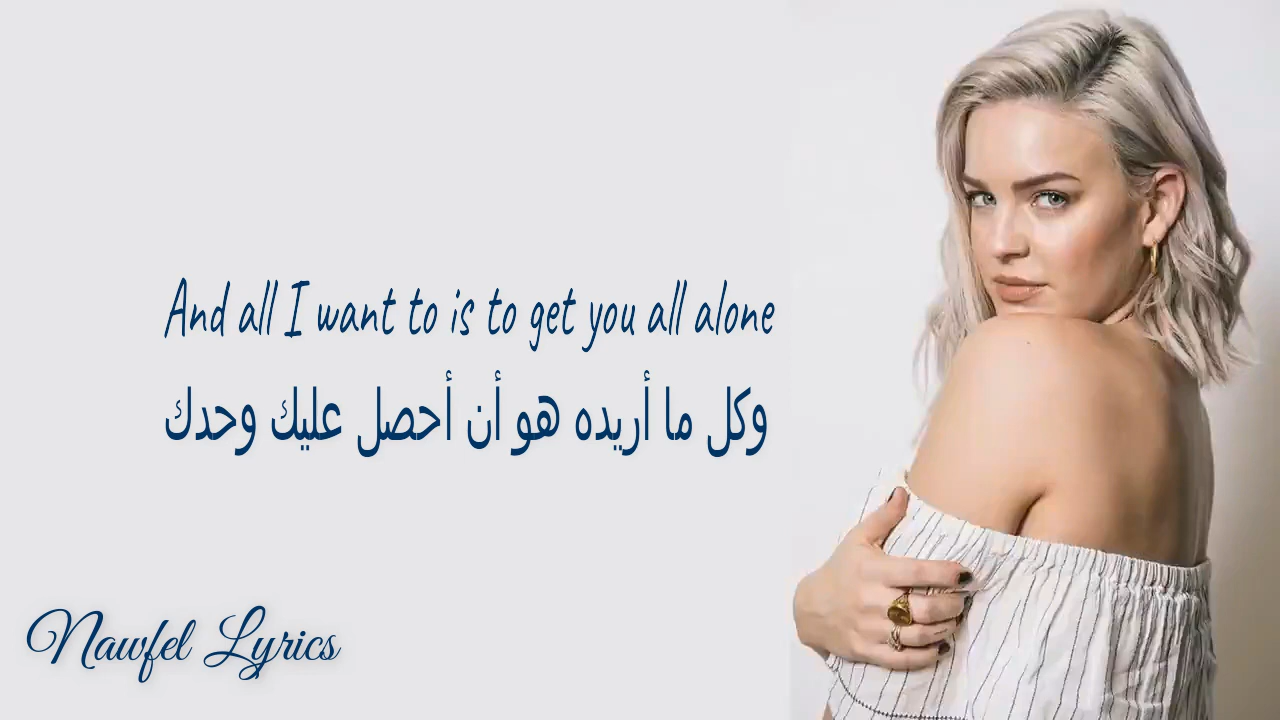 And all I want to is to get you all alone
وكل ما أريده هو أن أحصل عليك وحدك
Nawfel Lyrics